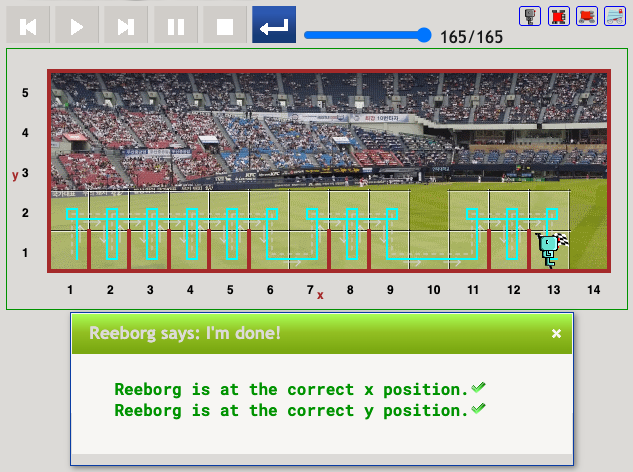 165/165
5
4
y 3
2
1
1 2 3 4 5 6 7 8 9 10 11 12 13 14
x
Reeborg says: I'm done!
×
Reeborg is at the correct x position.
Reeborg is at the correct y position.